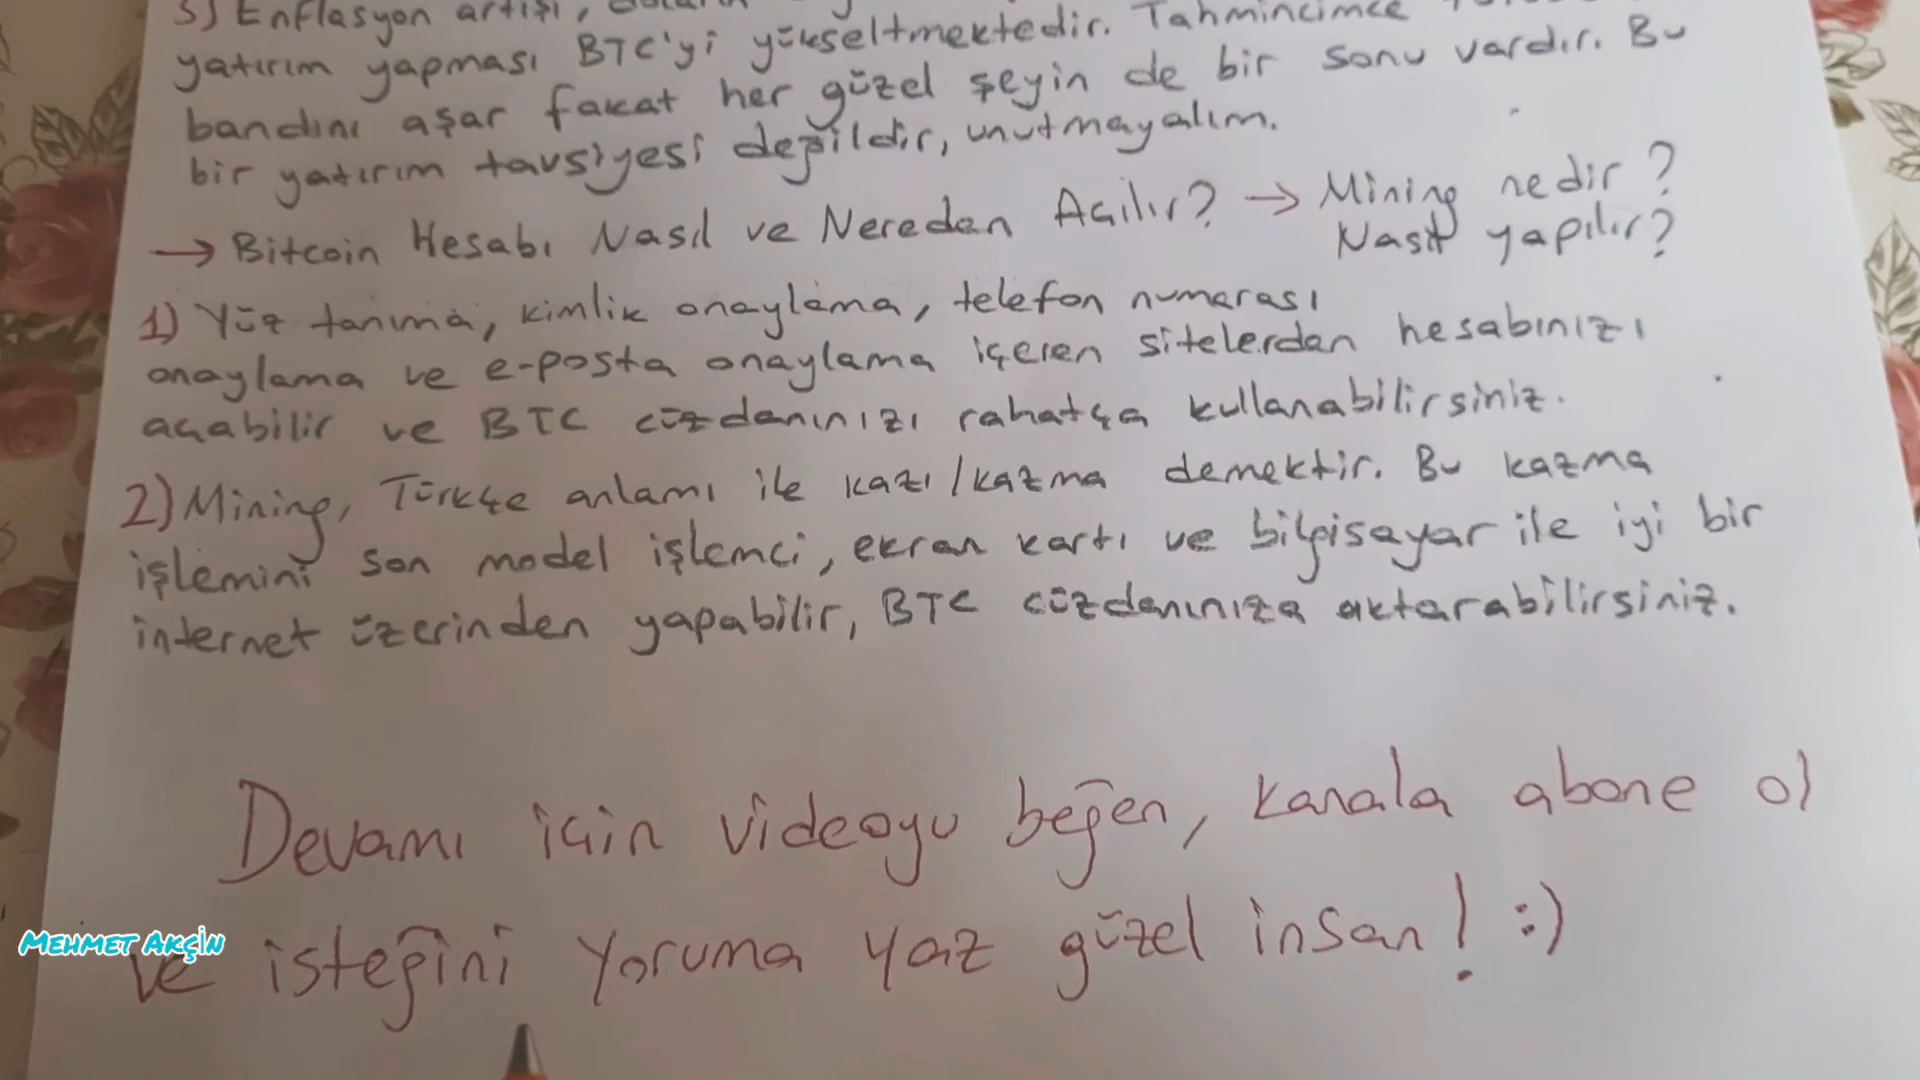 3) Enflasyon artışı,
yatırım yapması BTC'yi yükseltmektedir. Tahmincimce
bandını aşar fakat her güzel şeyin de bir sonu vardır. Bu
bir yatırım tavsiyesi değildir, unutmayalım.
→ Bitcoin Hesabı Nasıl ve Nereden Açılır? → Mining nedir?
Nasıl yapılır?
1) Yüz tanıma, kimlik onaylama, telefon numarası
onaylama ve e-posta onaylama içeren sitelerden hesabınızı
açabilir ve BTC cüzdanınızı rahatça kullanabilirsiniz.
2) Mining, Türkçe anlamı ile kazı/kazma demektir. Bu kazma
işlemini son model işlemci, ekran kartı ve bilgisayar ile iyi bir
internet üzerinden yapabilir, BTC cüzdanınıza aktarabilirsiniz.
Devamı için videoyu beğen, kanala abone ol
ve isteğini yoruma yaz güzel insan! :)
MEHMET AKÇİN